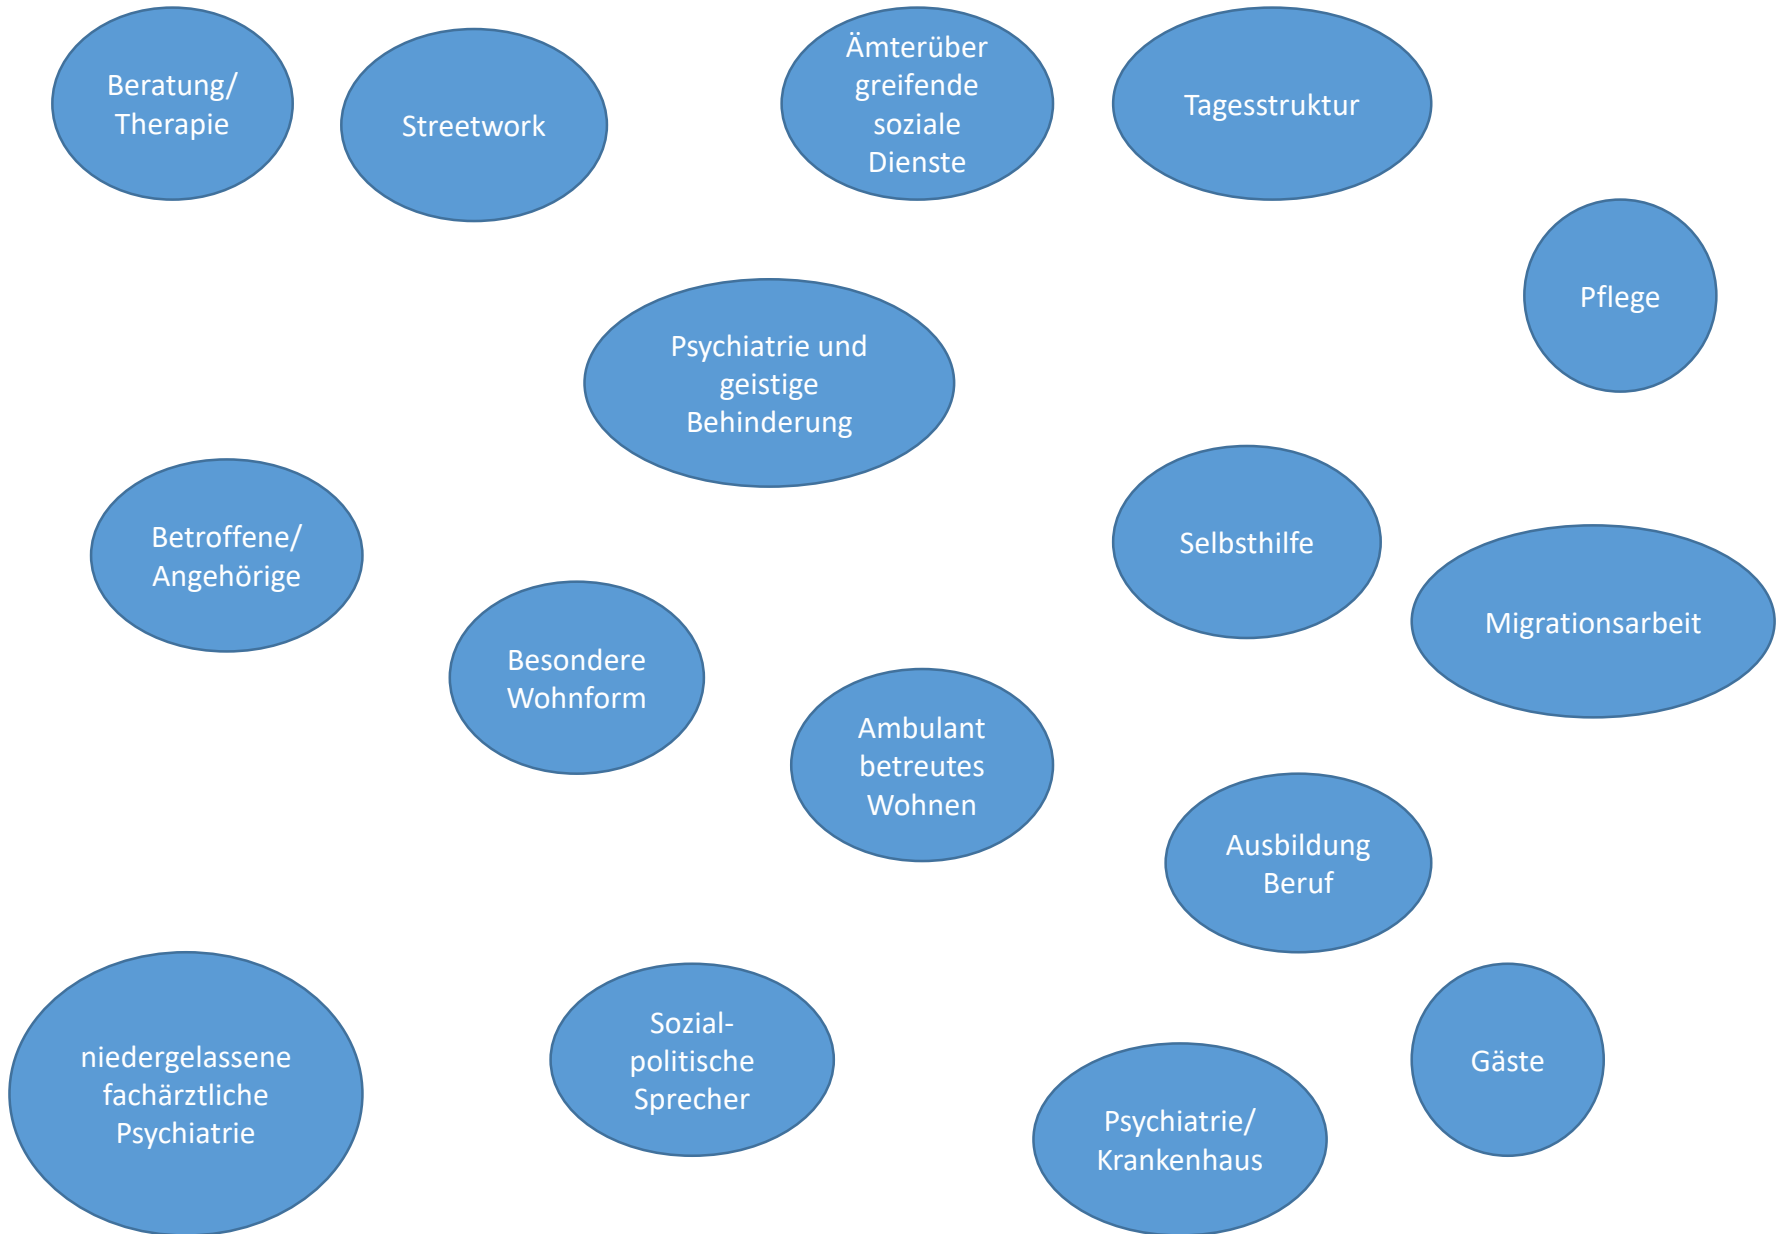 Beratung/
Therapie
Streetwork
Ämterüber
greifende
soziale
Dienste
Tagesstruktur
Pflege
Psychiatrie und
geistige
Behinderung
Betroffene/
Angehörige
Selbsthilfe
Migrationsarbeit
Besondere
Wohnform
Ambulant
betreutes
Wohnen
Ausbildung
Beruf
niedergelassene
fachärztliche
Psychiatrie
Sozial-
politische
Sprecher
Psychiatrie/
Krankenhaus
Gäste